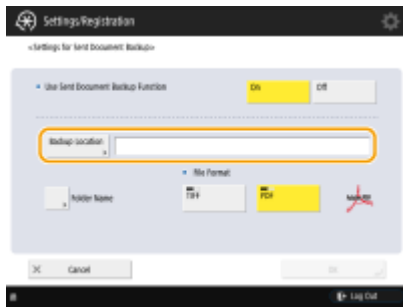 Settings/Registration
<Settings for Sent Document Backup>
Use Sent Document Backup Function
On
Off
Backup Location
File Format
Folder Name
TIFF
PDF
Cancel
OK
Log Out